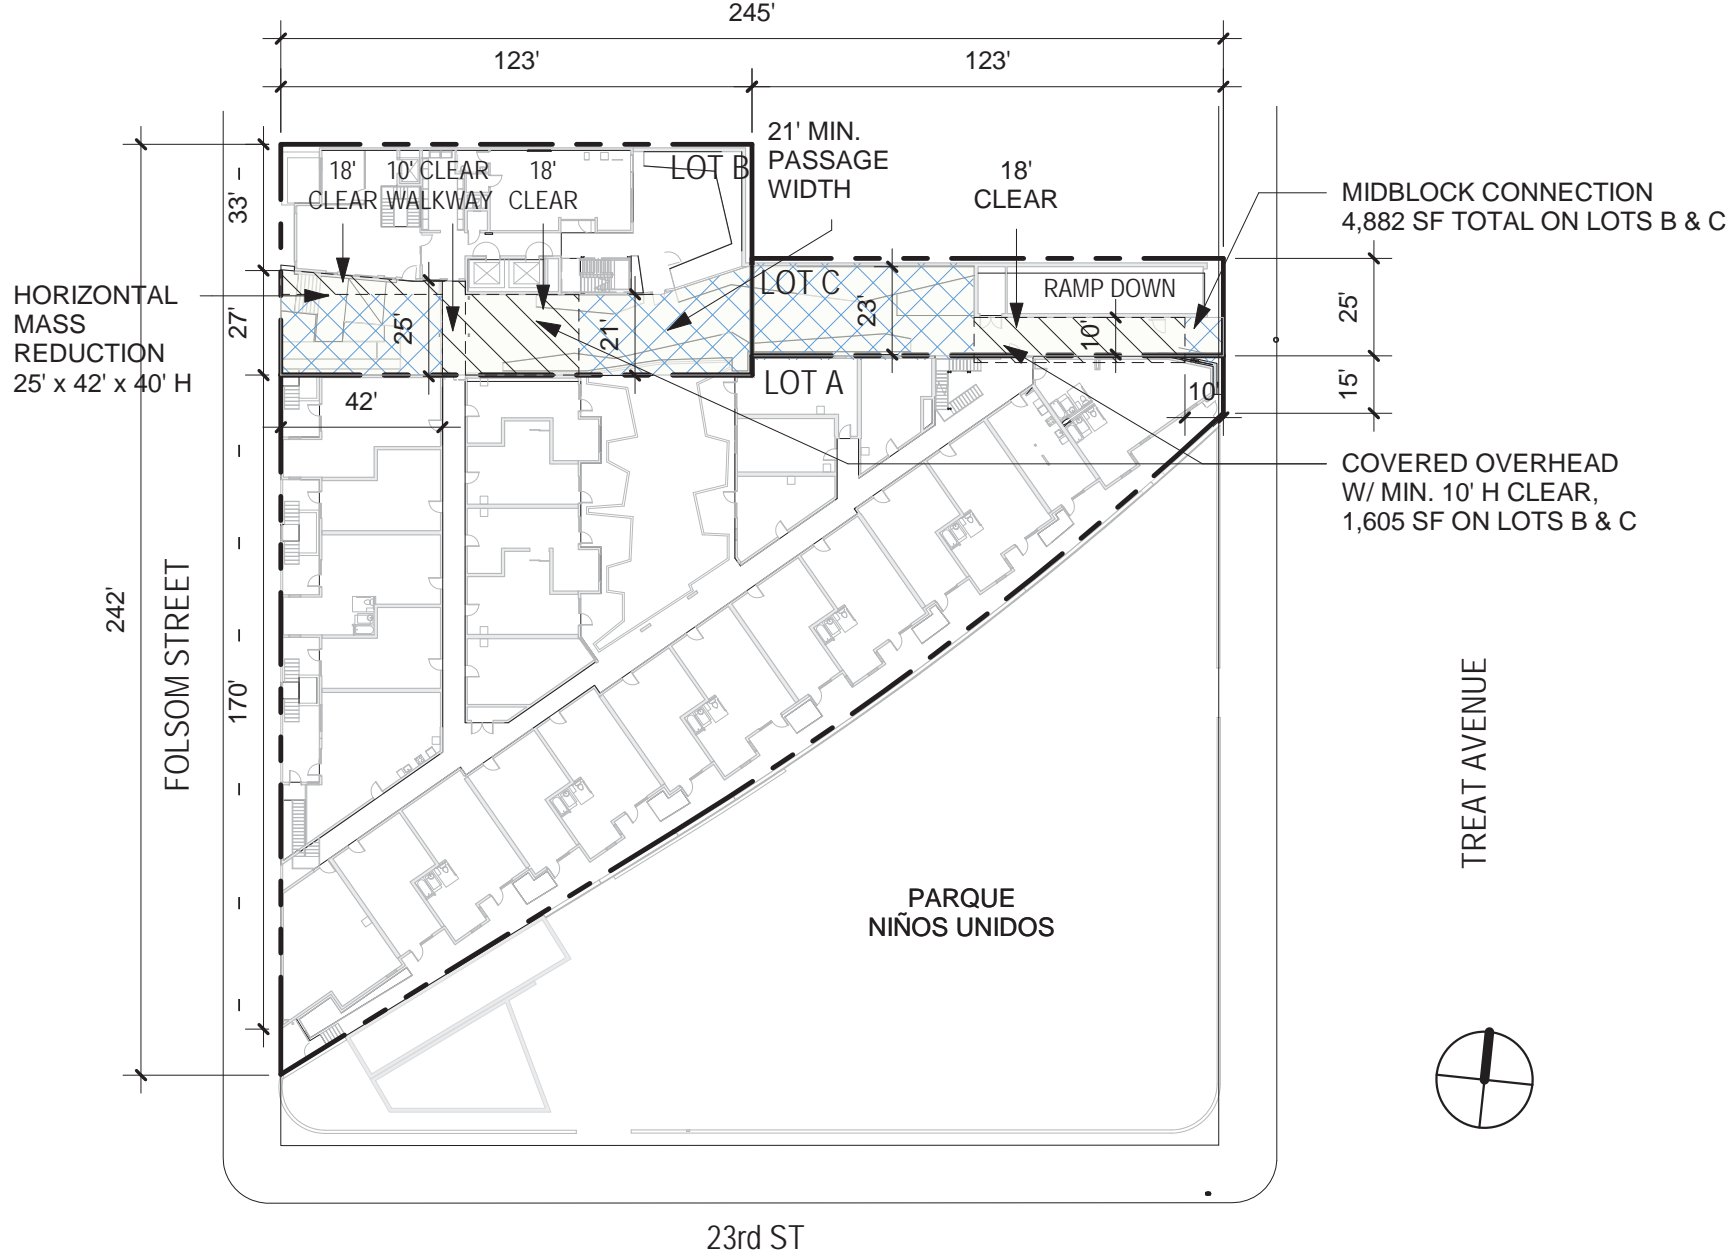 245'
123'
123'
21' MIN.
PASSAGE
WIDTH
LOT B
18'
CLEAR
10' CLEAR
WALKWAY
18'
CLEAR
18'
CLEAR
MIDBLOCK CONNECTION
4,882 SF TOTAL ON LOTS B & C
33'
27'
HORIZONTAL
MASS
REDUCTION
25' x 42' x 40' H
25'
21'
LOT C
23'
RAMP DOWN
10'
25'
15'
LOT A
42'
10'
COVERED OVERHEAD
W/ MIN. 10' H CLEAR,
1,605 SF ON LOTS B & C
242'
FOLSOM STREET
170'
TREAT AVENUE
PARQUE
NIÑOS UNIDOS
23rd ST